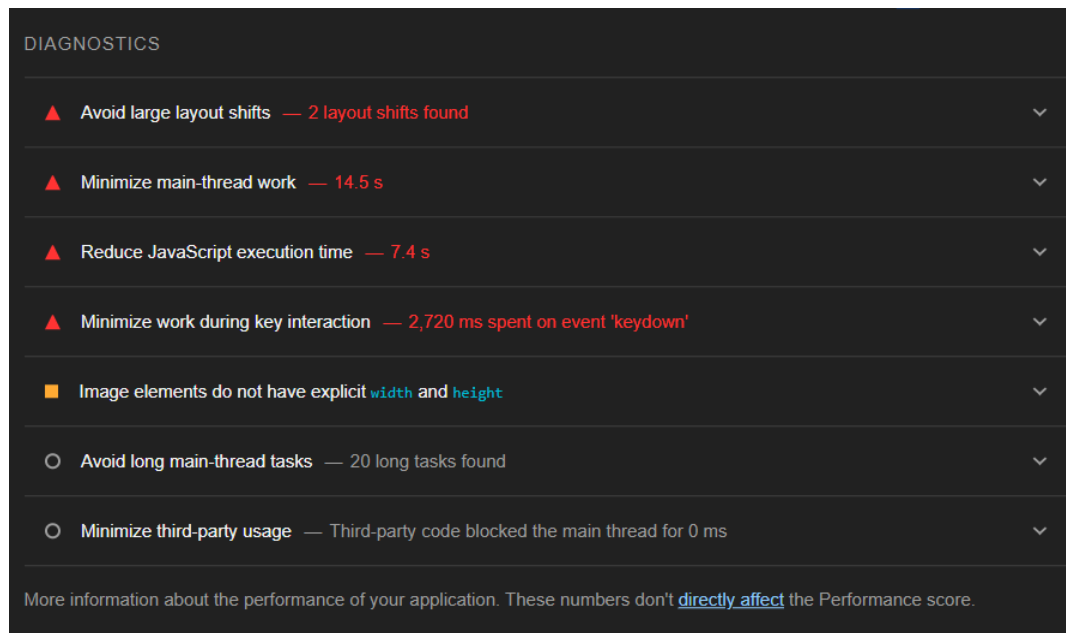 DIAGNOSTICS
Avoid large layout shifts — 2 layout shifts found
Minimize main-thread work — 14.5 s
Reduce JavaScript execution time — 7.4 s
Minimize work during key interaction — 2,720 ms spent on event 'keydown'
Image elements do not have explicit width and height
Avoid long main-thread tasks — 20 long tasks found
Minimize third-party usage — Third-party code blocked the main thread for 0 ms
More information about the performance of your application. These numbers don't directly affect the Performance score.